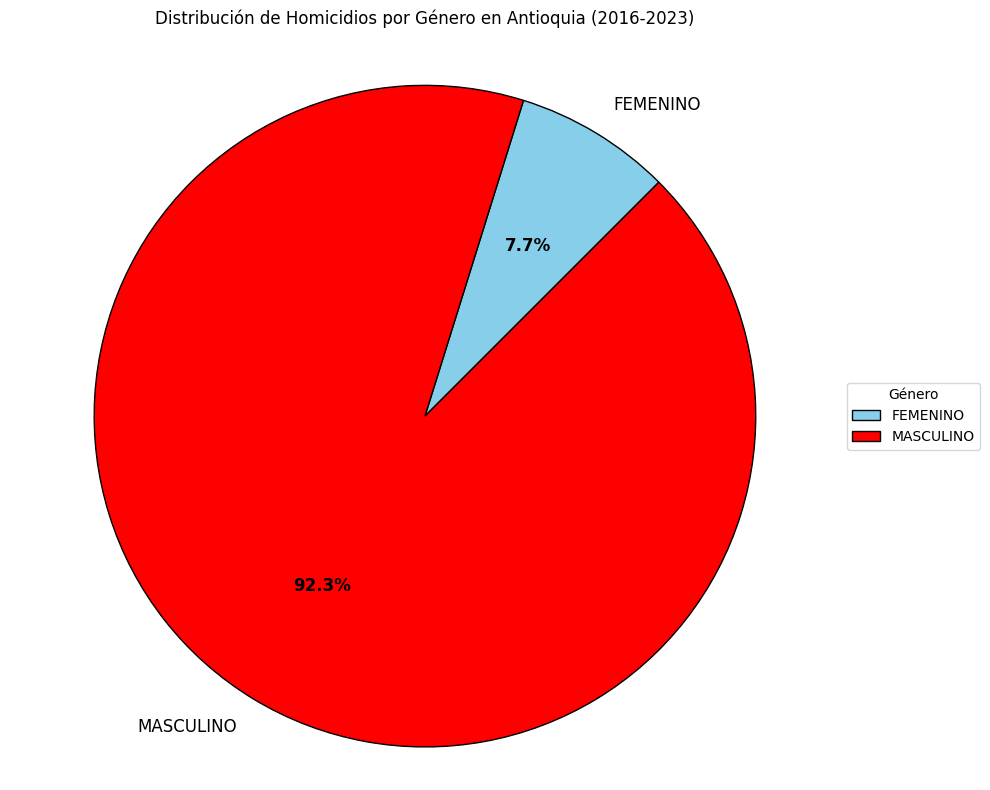 Distribución de Homicidios por Género en Antioquia (2016-2023)
FEMENINO
7.7%
Género
FEMENINO
MASCULINO
92.3%
MASCULINO